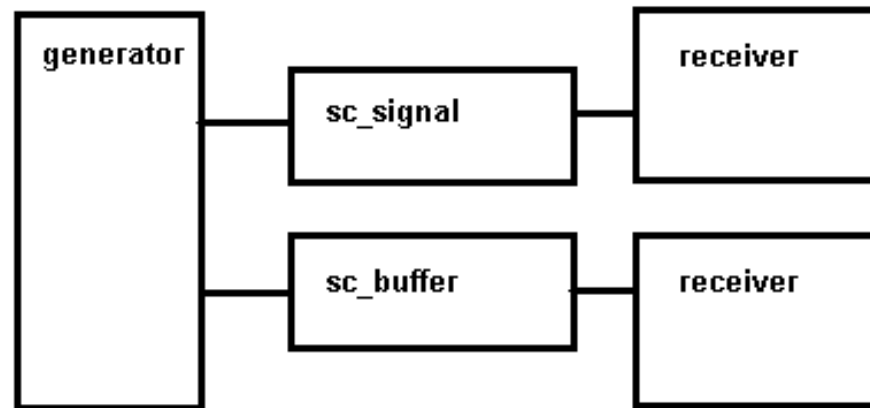 generator
sc_signal
receiver
sc_buffer
receiver